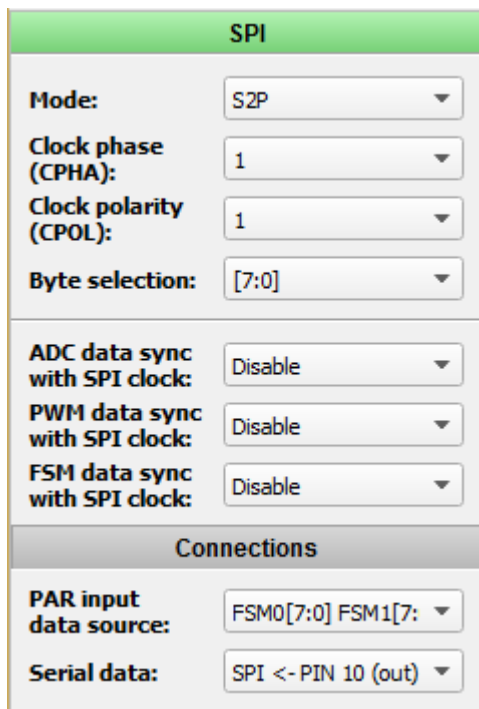 SPI
Mode: S2P
Clock phase
(CPHA): 1
Clock polarity
(CPOL): 1
Byte selection: [7:0]
ADC data sync
with SPI clock: Disable
PWM data sync
with SPI clock: Disable
FSM data sync
with SPI clock: Disable
Connections
PAR input
data source: FSM0[7:0] FSM1[7:
Serial data: SPI <- PIN 10 (out)